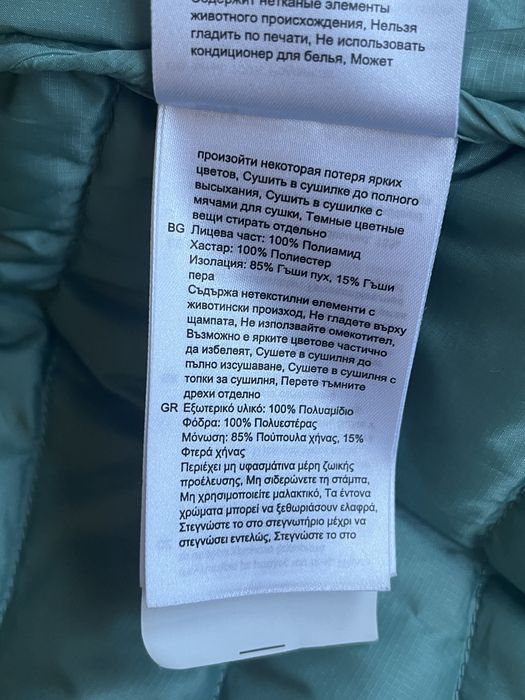 Содержит нетканые элементы
животного происхождения, Нельзя
гладить по печати, Не использовать
кондиционер для белья, Может
произойти некоторая потеря ярких
цветов, Сушить в сушилке до полного
высыхания, Сушить в сушилке с
мячами для сушки, Темные цветные
вещи стирать отдельно
BG Лицева част: 100% Полиамид
Хастар: 100% Полиестер
Изолация: 85% Гъши пух, 15% Гъши
пера
Съдържа нетекстилни елементи с
животински произход, Не гладете върху
щампата, Не използвайте омекотител,
Възможно е ярките цветове частично
да избелеят, Сушете в сушилня до
пълно изсушаване, Сушете в сушилня с
топки за сушилня, Перете тъмните
дрехи отделно
GR Εξωτερικό υλικό: 100% Πολυαμίδιο
Φόδρα: 100% Πολυεστέρας
Μόνωση: 85% Πούπουλα χήνας, 15%
Φτερά χήνας
Περιέχει μη υφασμάτινα μέρη ζωικής
προέλευσης, Μη σιδερώνετε τη στάμπα,
Μη χρησιμοποιείτε μαλακτικό, Τα έντονα
χρώματα μπορεί να ξεθωριάσουν ελαφρά,
Στεγνώστε το στο στεγνωτήριο μέχρι να
στεγνώσει εντελώς, Στεγνώστε το στο